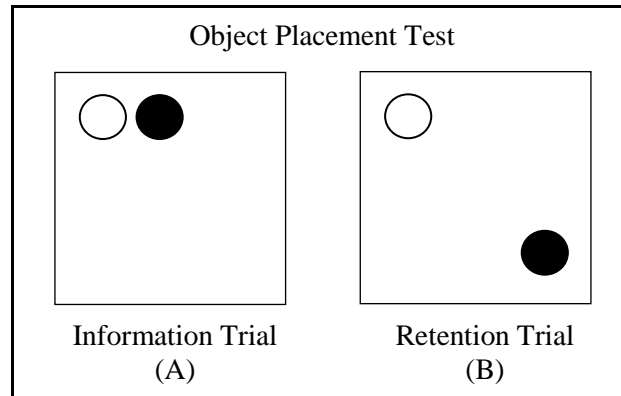 Object Placement Test
Information Trial
(A)
Retention Trial
(B)